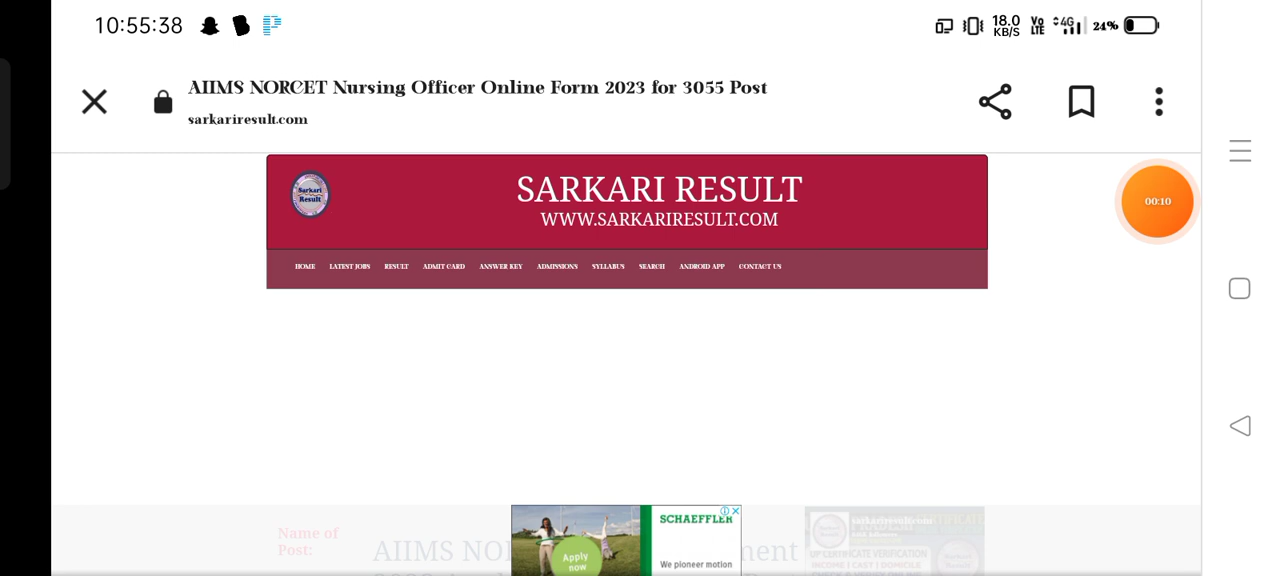 10:55:38
18.0 KB/S
Vo LTE
4G
24%
AIIMS NORCET Nursing Officer Online Form 2023 for 3055 Post
sarkariresult.com
Sarkari Result
SARKARI RESULT
WWW.SARKARIRESULT.COM
00:10
HOME LATEST JOBS RESULT ADMIT CARD ANSWER KEY ADMISSIONS SYLLABUS SEARCH ANDROID APP CONTACT US
SCHAEFFLER
sarkariresult.com
Name of
Post:
AIIMS
Apply
now
We pioneer motion
UP CERTIFICATE VERIFICATION
INCOME | CAST | DOMICILE